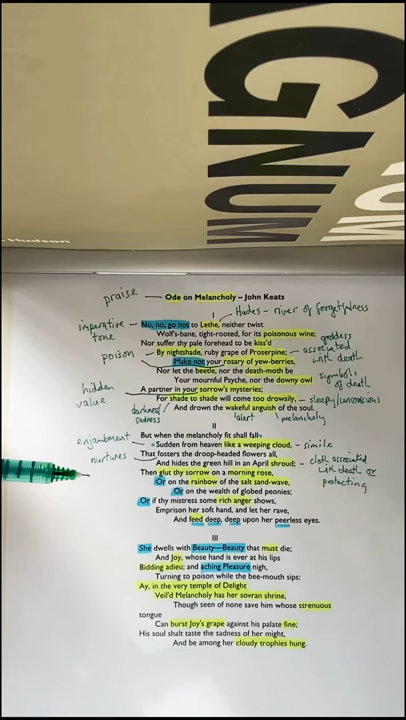 AGNUM
UM
Hudson
praise — Ode on Melancholy – John Keats
Hades – river of forgetfulness
I
imperative tone
No, no, go not to Lethe, neither twist
Wolf's-bane, tight-rooted, for its poisonous wine;
Nor suffer thy pale forehead to be kiss'd
poison – By nightshade, ruby grape of Proserpine; – goddess associated with death
Make not your rosary of yew-berries,
Nor let the beetle, nor the death-moth be
symbols of death
Your mournful Psyche, nor the downy owl
hidden value
A partner in your sorrow's mysteries;
For shade to shade will come too drowsily, – sleepy/unconscious
darkness/ sadness
And drown the wakeful anguish of the soul.
alert
melancholy
II
But when the melancholy fit shall fall
enjambment
Sudden from heaven like a weeping cloud, – simile
nurtures
That fosters the droop-headed flowers all,
And hides the green hill in an April shroud; – cloth associated with death or protecting
Then glut thy sorrow on a morning rose,
Or on the rainbow of the salt sand-wave,
Or on the wealth of globed peonies;
Or if thy mistress some rich anger shows,
Emprison her soft hand, and let her rave,
And feed deep, deep upon her peerless eyes.
III
She dwells with Beauty—Beauty that must die;
And Joy, whose hand is ever at his lips
Bidding adieu; and aching Pleasure nigh,
Turning to poison while the bee-mouth sips:
Ay, in the very temple of Delight
Veil'd Melancholy has her sovran shrine,
Though seen of none save him whose strenuous
tongue
Can burst Joy's grape against his palate fine;
His soul shalt taste the sadness of her might,
And be among her cloudy trophies hung.